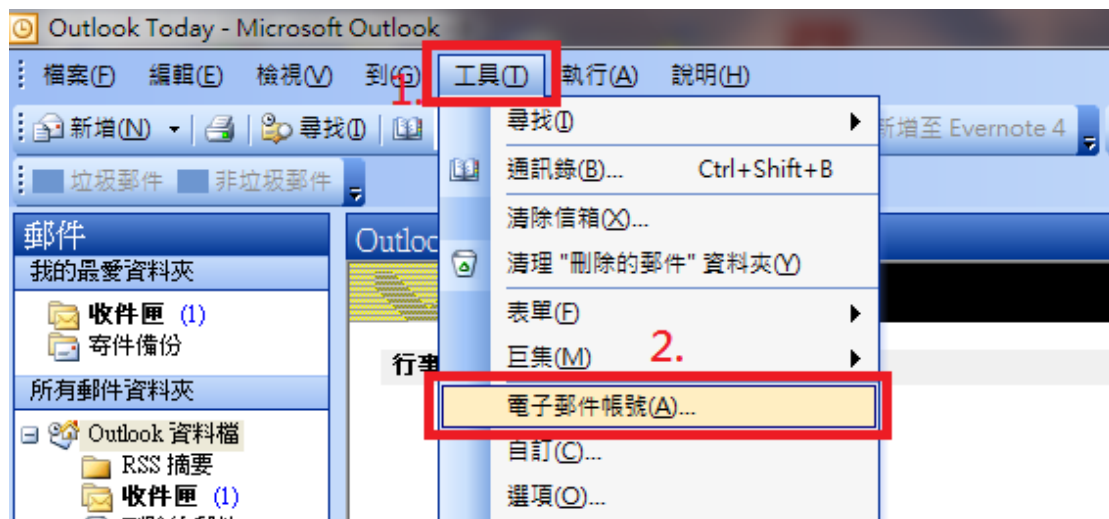 Outlook Today - Microsoft Outlook
檔案(F) 編輯(E) 檢視(V) 到(G) 工具(T) 執行(A) 說明(H)
1.
新增(N) 尋找(I) 新增至 Evernote 4
垃圾郵件 非垃圾郵件
尋找(I)
通訊錄(B)... Ctrl+Shift+B
清除信箱(X)...
清理 "刪除的郵件" 資料夾(Y)
表單(F)
巨集(M)
2.
電子郵件帳號(A)...
自訂(C)...
選項(O)...
郵件
我的最愛資料夾
收件匣 (1)
寄件備份
所有郵件資料夾
Outlook 資料檔
RSS 摘要
收件匣 (1)
行事